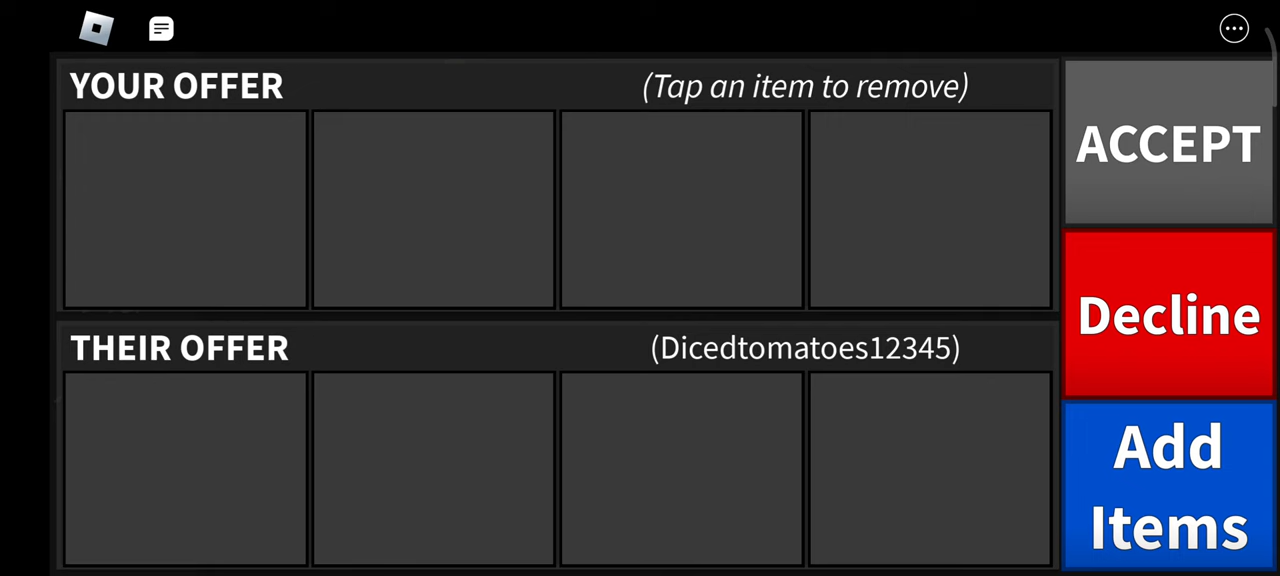 YOUR OFFER
(Tap an item to remove)
ACCEPT
Decline
THEIR OFFER
(Dicedtomatoes12345)
Add
Items